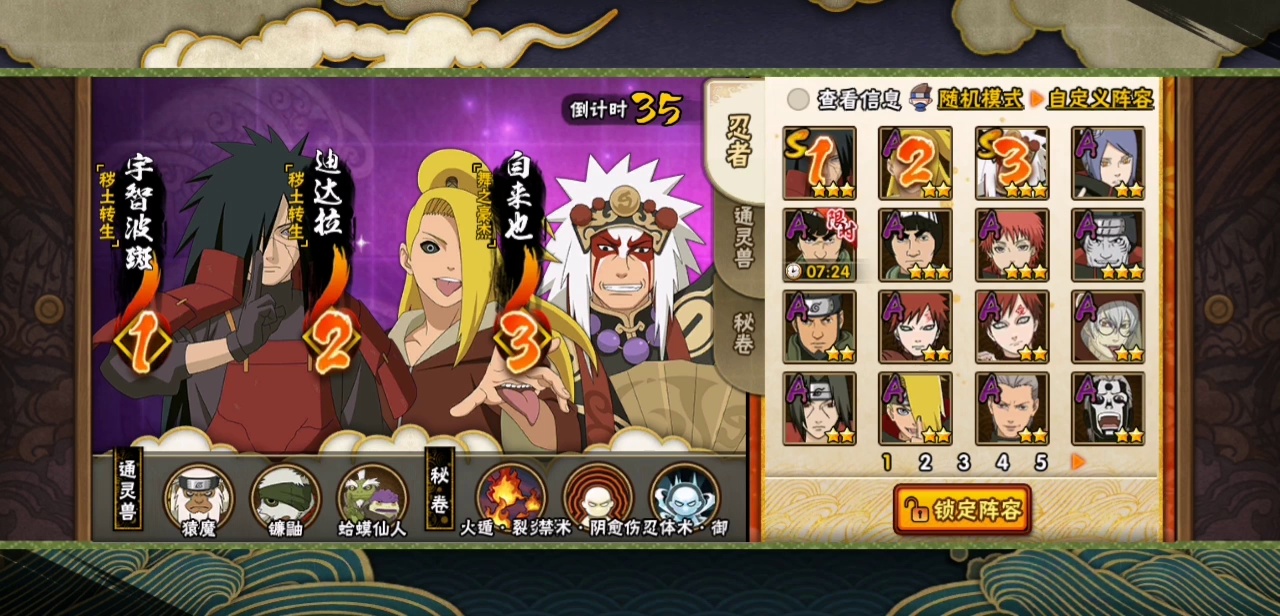 倒计时 35
秽土转生
宇智波斑
1
秽土转生
迪达拉
2
舞之豪杰
自来也
3
忍者
通灵兽
秘卷
查看信息 随机模式 自定义阵容
S 1 A 2 S 3 A
A 限时 07:24 A A A
A A A A
A A A A
1 2 3 4 5
锁定阵容
通灵兽
猿魔 镰鼬 蛤蟆仙人
秘卷
火遁·裂炎 禁术·阴愈伤 忍体术·御